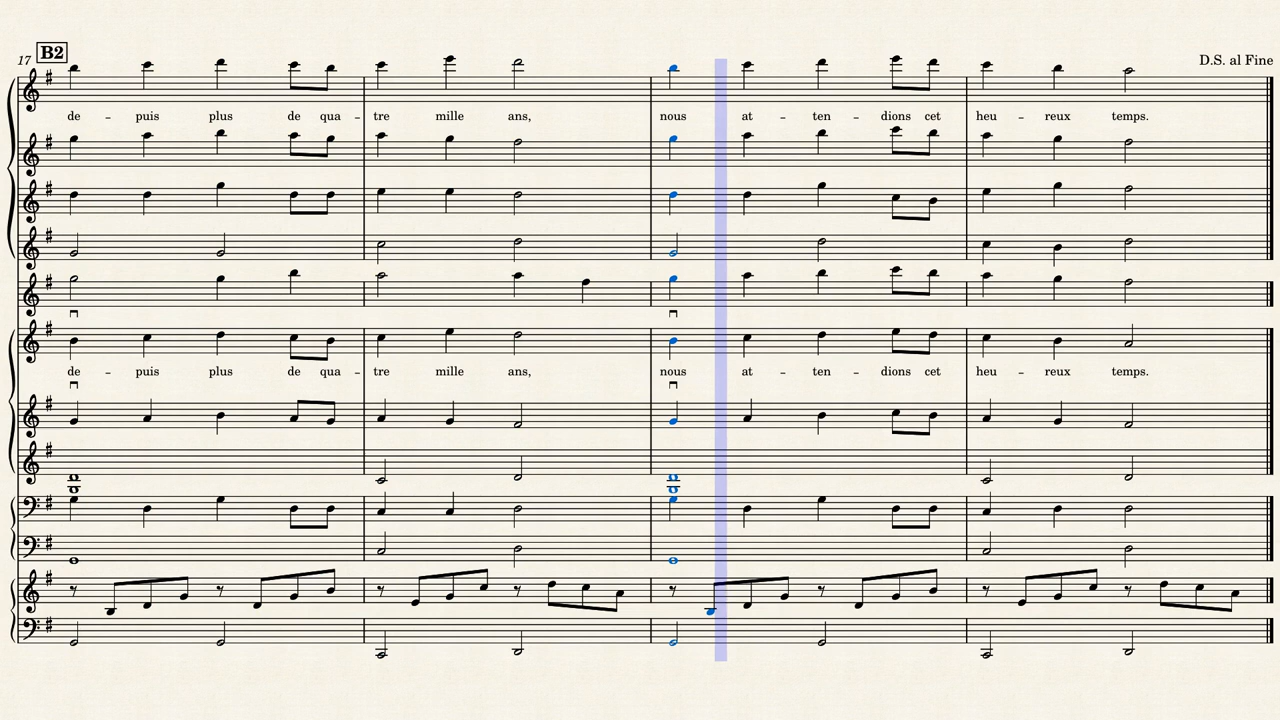 17 B2 17 D.S. al Fine
de - puis plus de qua - tre mille ans, nous at - ten - dions cet heu - reux temps.
de - puis plus de qua - tre mille ans, nous at - ten - dions cet heu - reux temps.